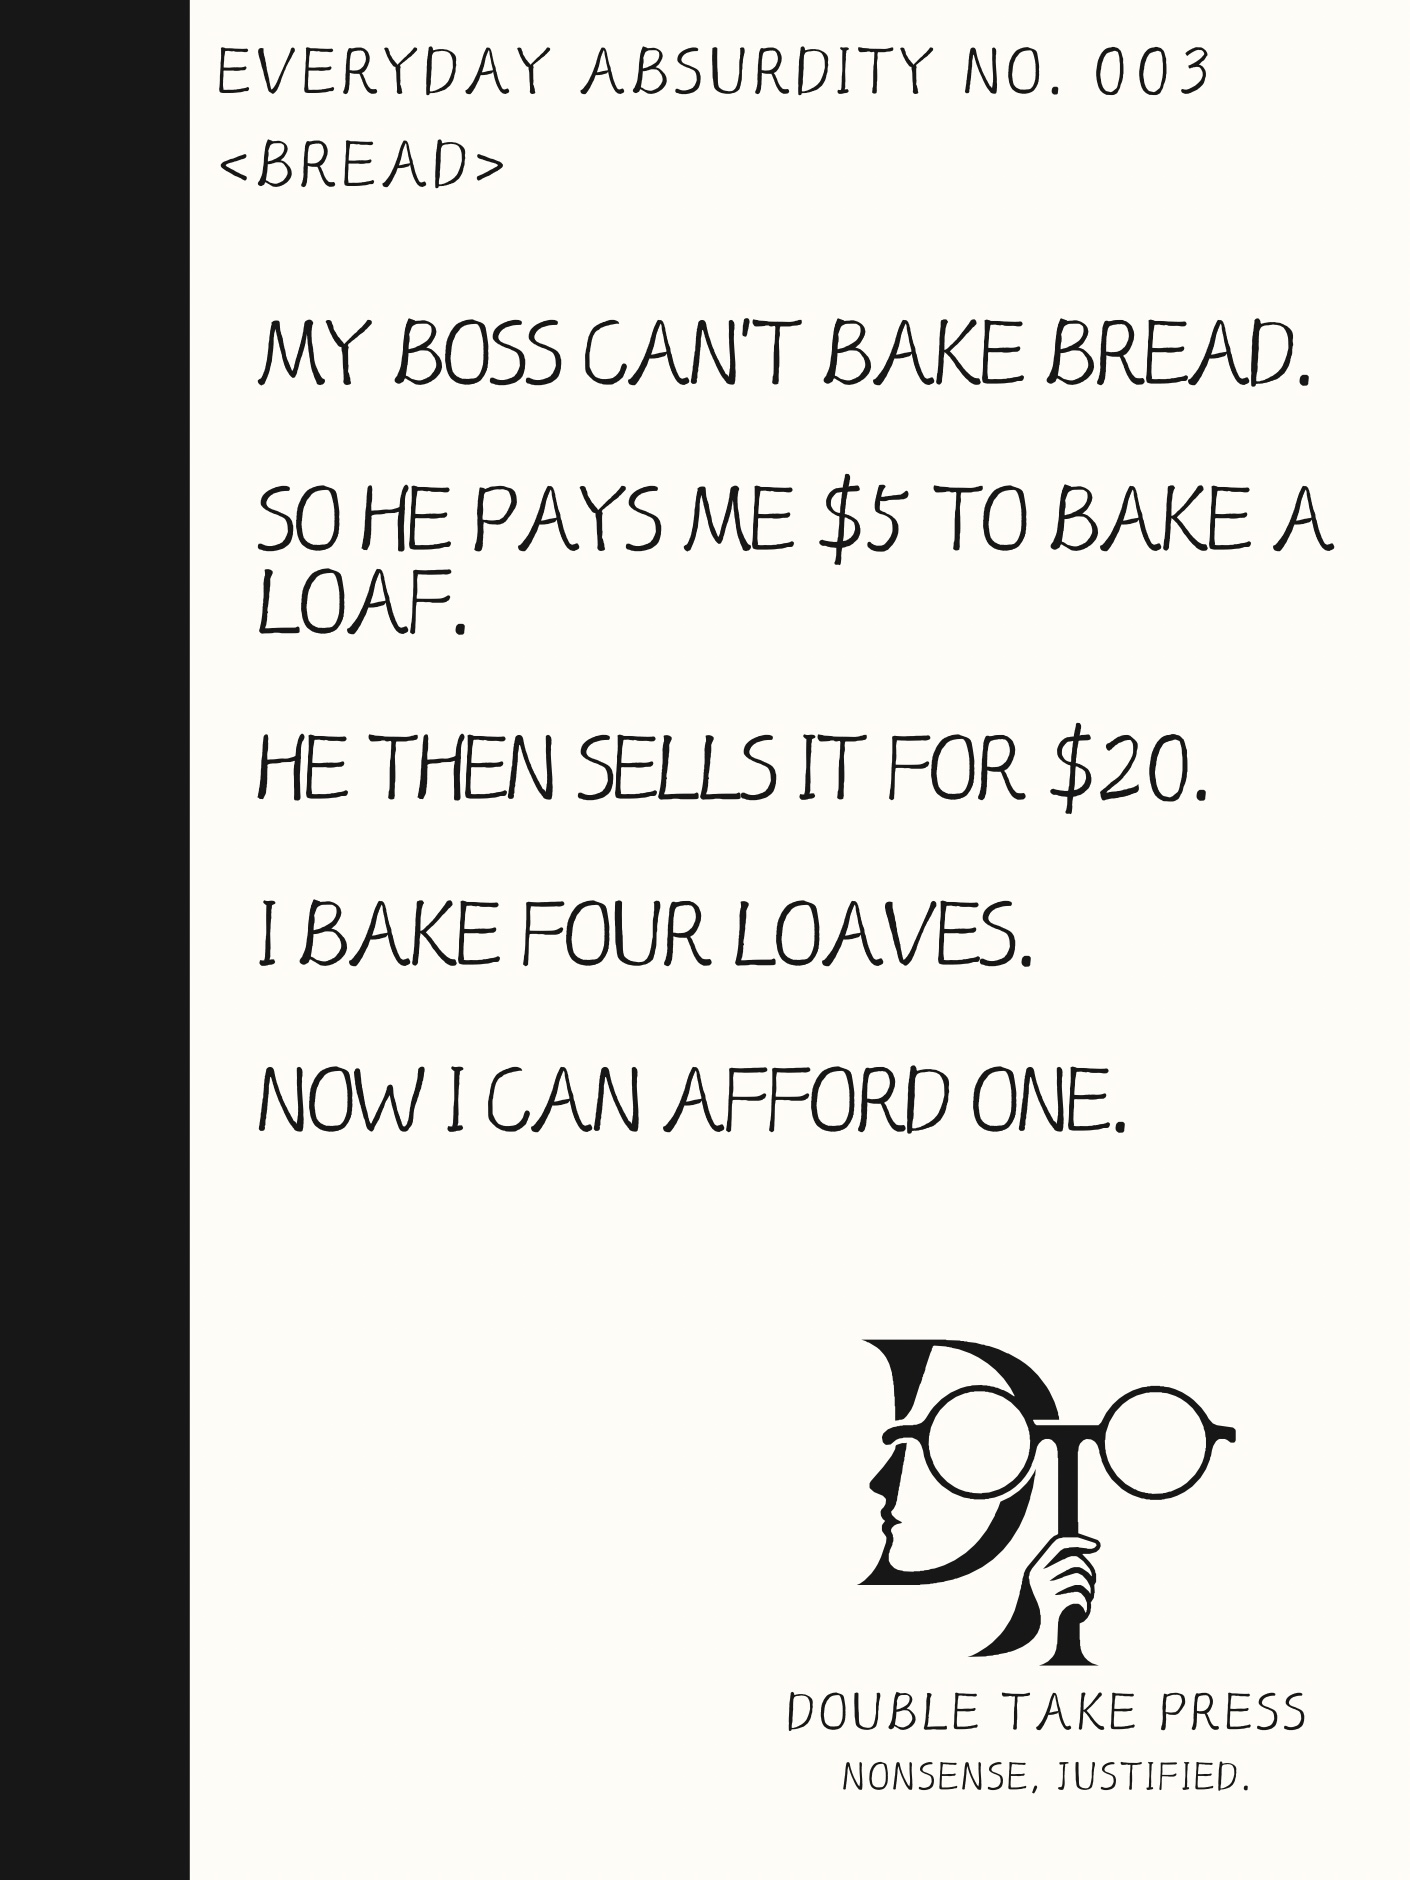 EVERYDAY ABSURDITY NO. 003
<BREAD>
MY BOSS CAN'T BAKE BREAD.
SO HE PAYS ME $5 TO BAKE A
LOAF.
HE THEN SELLS IT FOR $20.
I BAKE FOUR LOAVES.
NOW I CAN AFFORD ONE.
DT
DOUBLE TAKE PRESS
NONSENSE, JUSTIFIED.